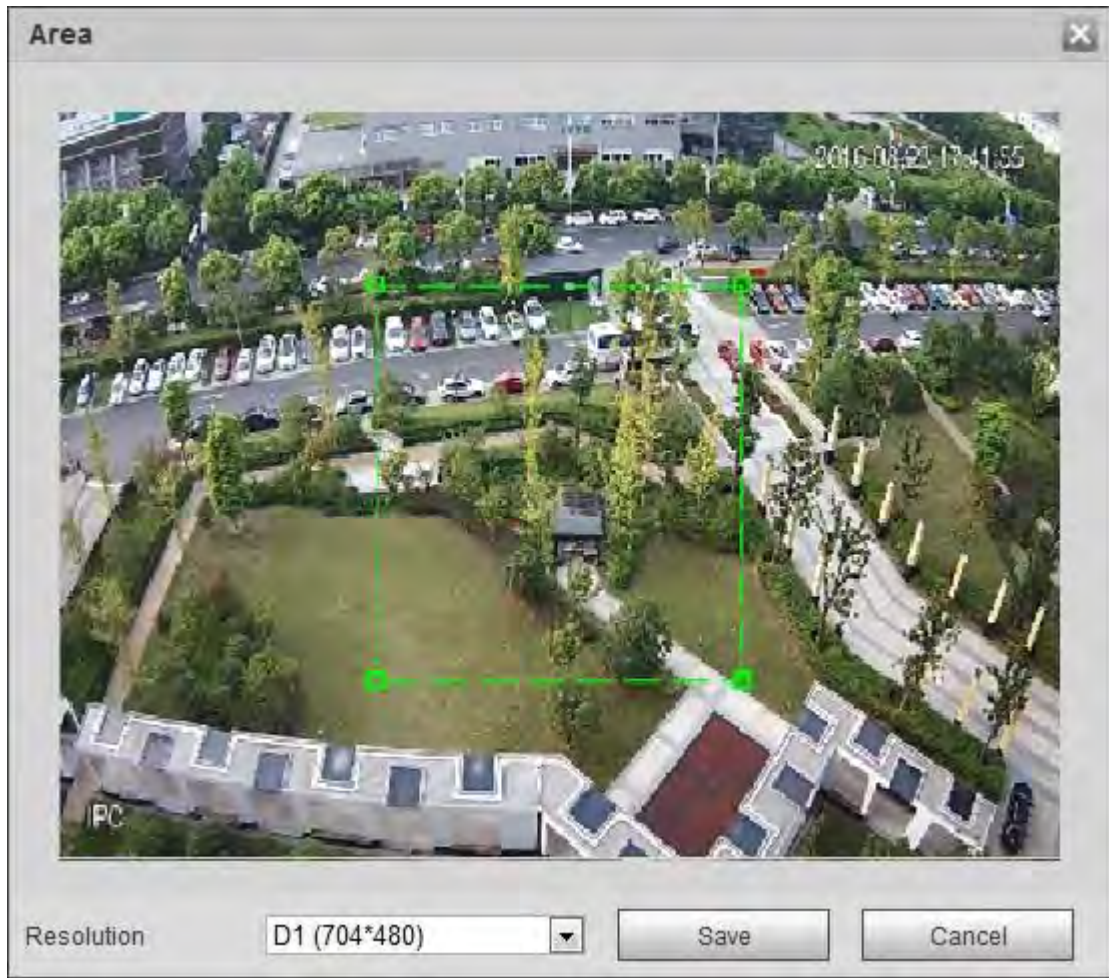 Area
2016-08-23 17:41:55
IPC
Resolution
D1 (704*480)
Save
Cancel